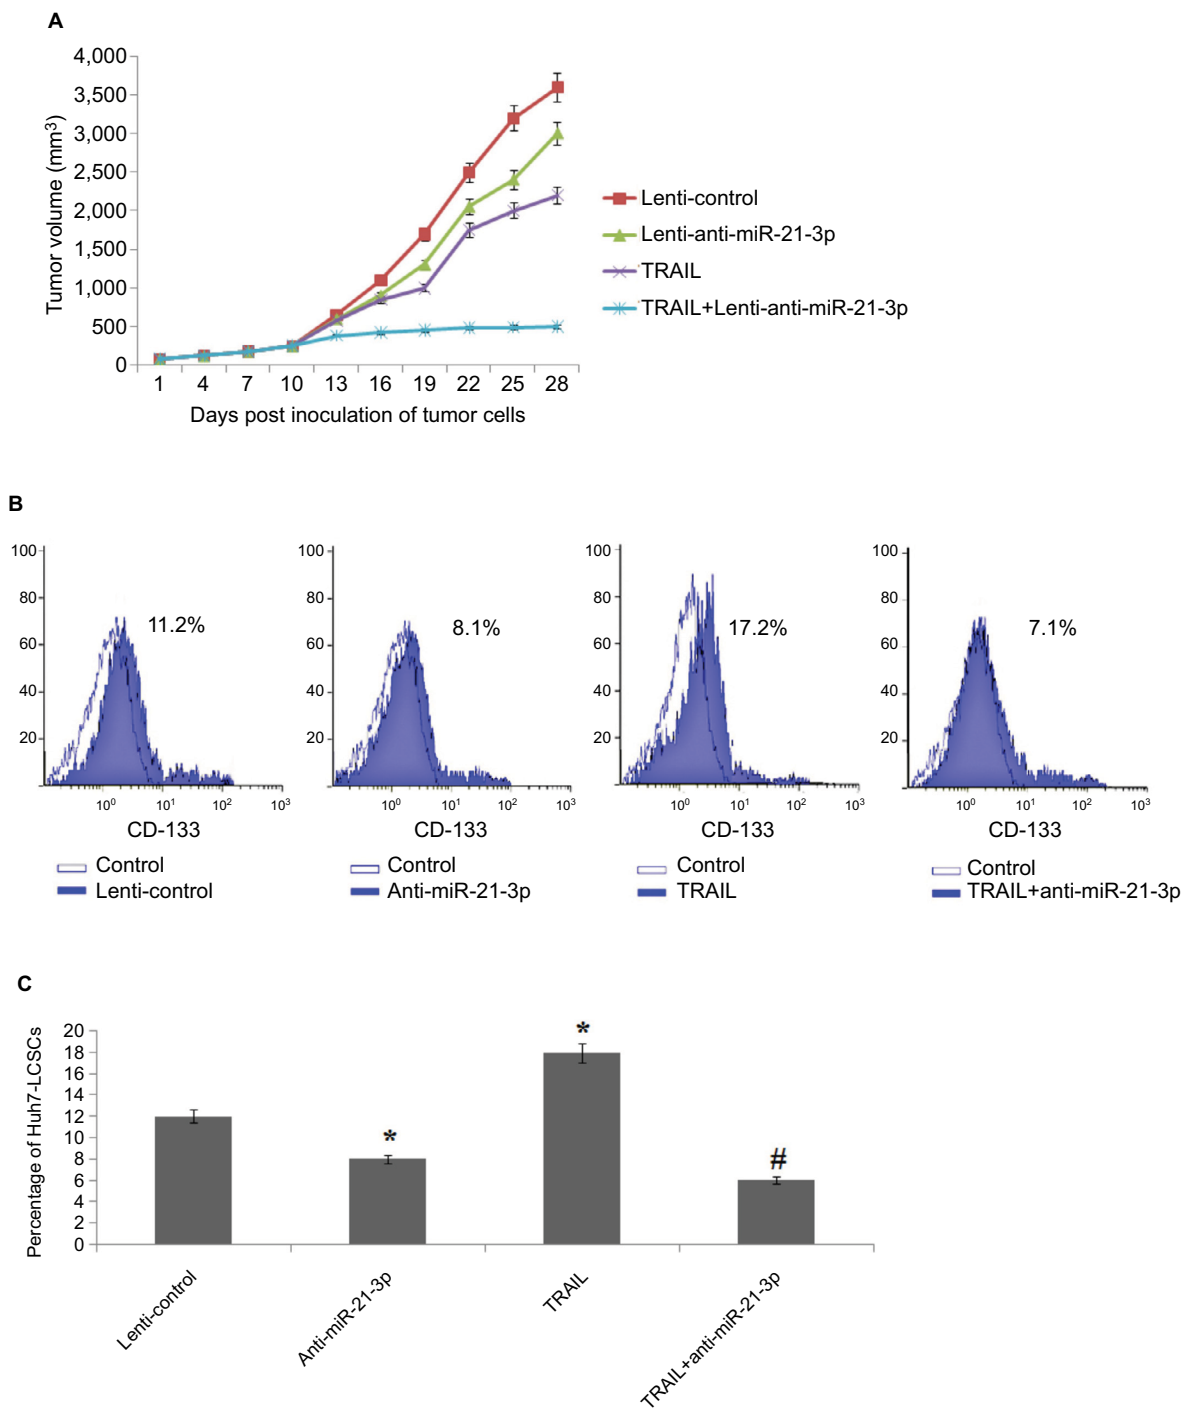 A
4,000
3,500
3,000
2,500
2,000
1,500
1,000
500
0
Tumor volume (mm³)
1 4 7 10 13 16 19 22 25 28
Days post inoculation of tumor cells
Lenti-control
Lenti-anti-miR-21-3p
TRAIL
TRAIL+Lenti-anti-miR-21-3p
B
100
80
60
40
20
11.2%
10⁰ 10¹ 10² 10³
CD-133
Control
Lenti-control
100
80
60
40
20
8.1%
10⁰ 10¹ 10² 10³
CD-133
Control
Anti-miR-21-3p
100
80
60
40
20
17.2%
10⁰ 10¹ 10² 10³
CD-133
Control
TRAIL
100
80
60
40
20
7.1%
10⁰ 10¹ 10² 10³
CD-133
Control
TRAIL+anti-miR-21-3p
C
Percentage of Huh7-LCSCs
20
18
16
14
12
10
8
6
4
2
0
*
*
#
Lenti-control
Anti-miR-21-3p
TRAIL
TRAIL+anti-miR-21-3p